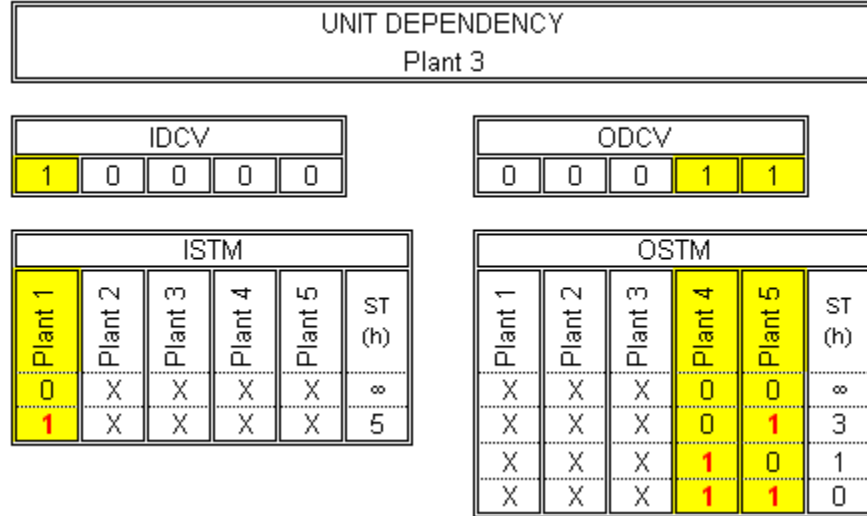 UNIT DEPENDENCY
Plant 3
IDCV
1 0 0 0 0
ODCV
0 0 0 1 1
ISTM
Plant 1 Plant 2 Plant 3 Plant 4 Plant 5 ST (h)
0 X X X X ∞
1 X X X X 5
OSTM
Plant 1 Plant 2 Plant 3 Plant 4 Plant 5 ST (h)
X X X 0 0 ∞
X X X 0 1 3
X X X 1 0 1
X X X 1 1 0